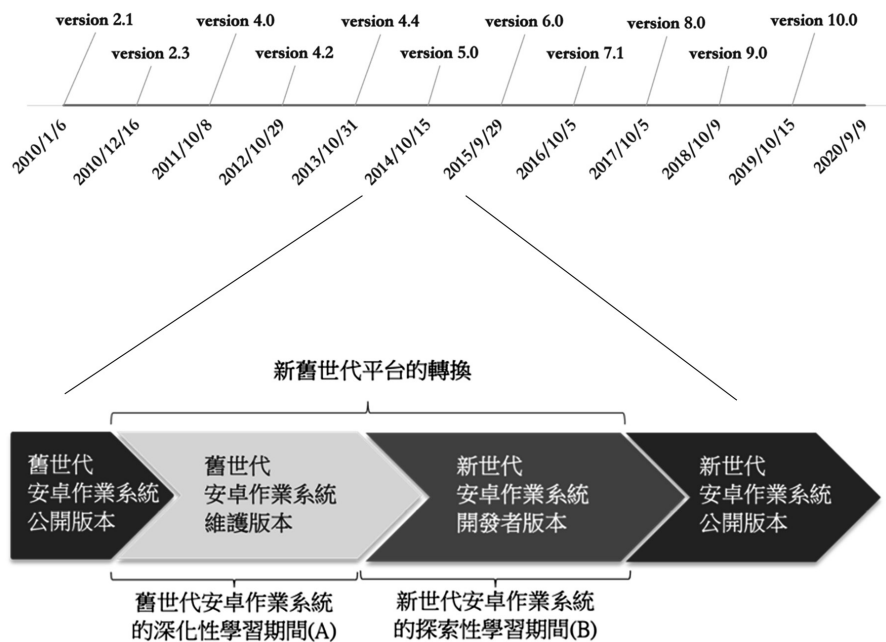 version 2.1
version 4.0
version 4.4
version 6.0
version 8.0
version 10.0
version 2.3
version 4.2
version 5.0
version 7.1
version 9.0
2010/1/6
2010/12/16
2011/10/8
2012/10/29
2013/10/31
2014/10/15
2015/9/29
2016/10/5
2017/10/5
2018/10/9
2019/10/15
2020/9/9
新舊世代平台的轉換
舊世代
安卓作業系統
公開版本
舊世代
安卓作業系統
維護版本
新世代
安卓作業系統
開發者版本
新世代
安卓作業系統
公開版本
舊世代安卓作業系統
的深化性學習期間(A)
新世代安卓作業系統
的探索性學習期間(B)